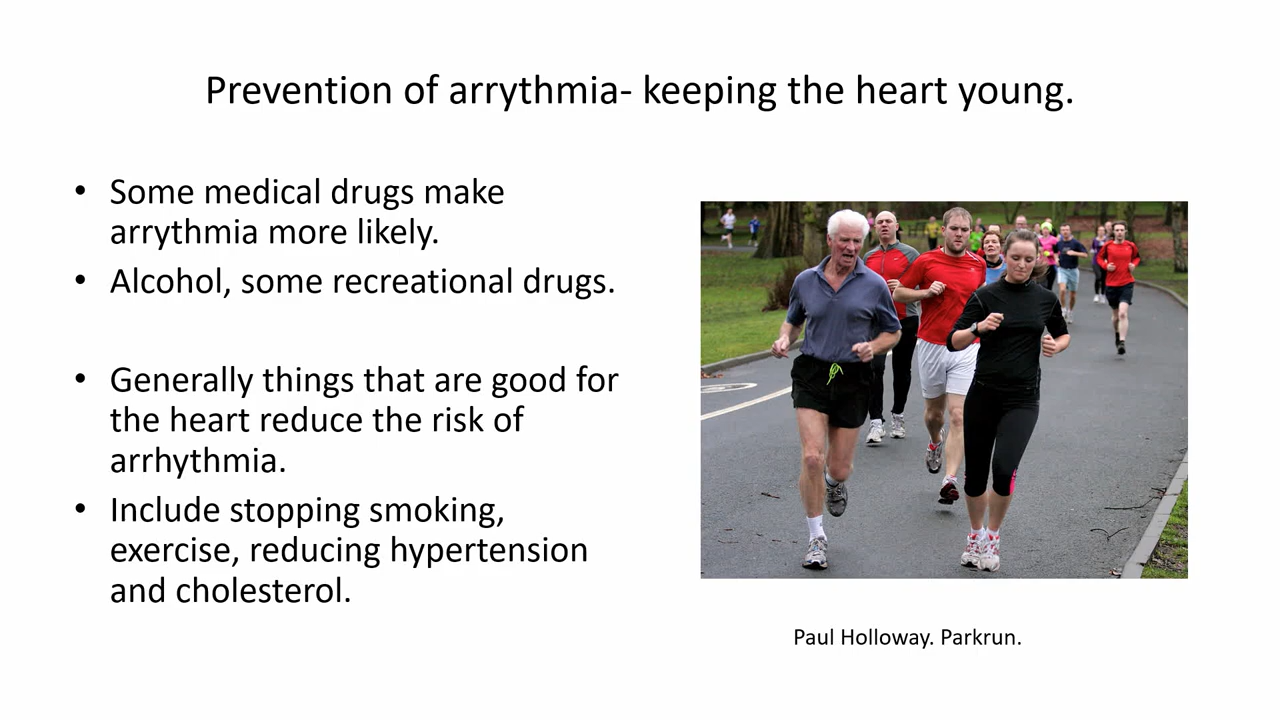 Prevention of arrythmia- keeping the heart young.
• Some medical drugs make
arrythmia more likely.
• Alcohol, some recreational drugs.
• Generally things that are good for
the heart reduce the risk of
arrhythmia.
• Include stopping smoking,
exercise, reducing hypertension
and cholesterol.
Paul Holloway. Parkrun.